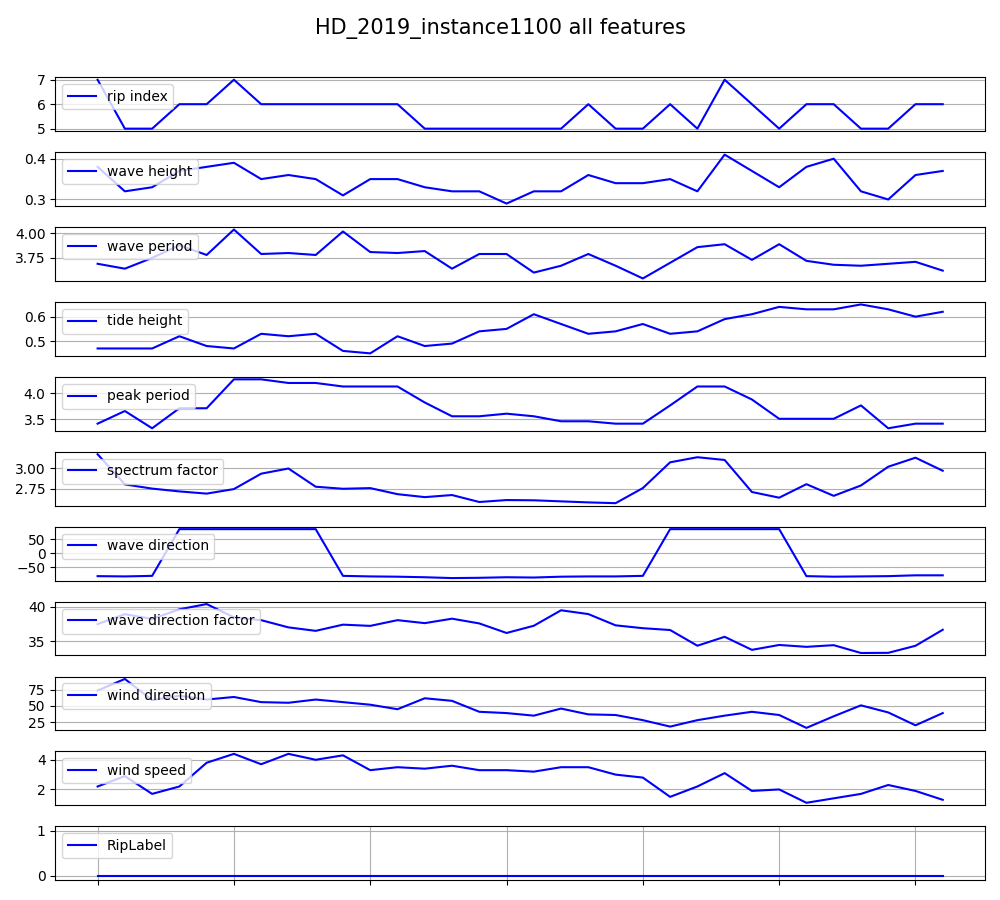 HD_2019_instance1100 all features
7
6
5
rip index
0.4
0.3
wave height
4.00
3.75
wave period
0.6
0.5
tide height
4.0
3.5
peak period
3.00
2.75
spectrum factor
50
0
−50
wave direction
40
35
wave direction factor
75
50
25
wind direction
4
2
wind speed
1
0
RipLabel